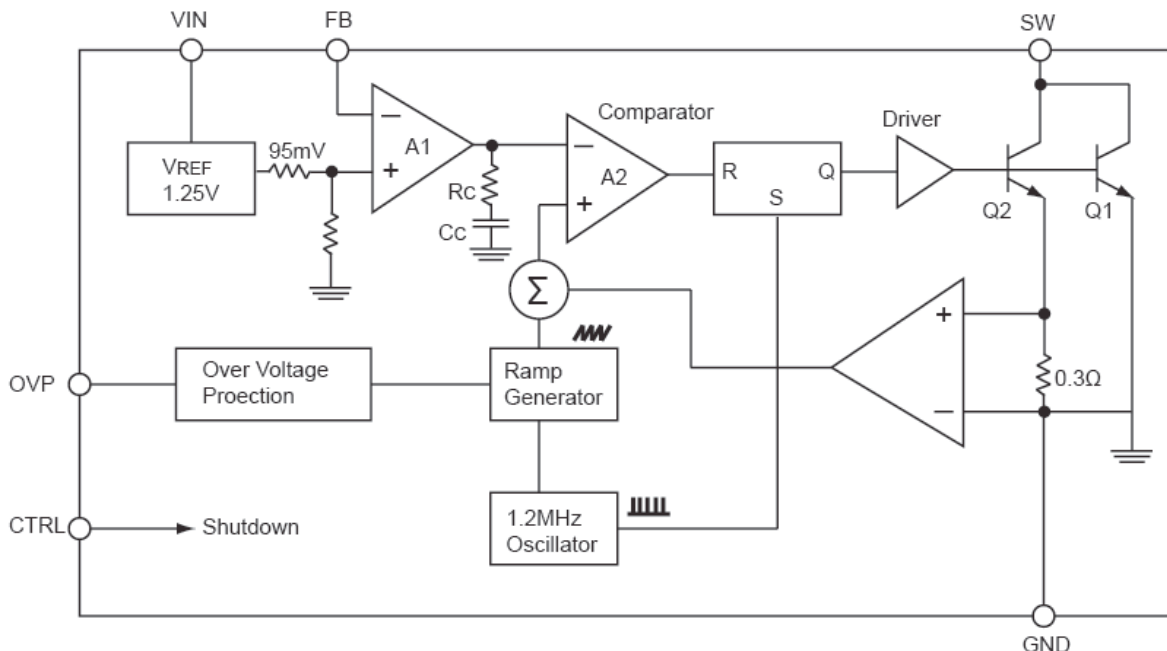 VIN
FB
SW
Comparator
Driver
VREF
1.25V
95mV
−
A1
+
−
A2
+
R
Q
S
Rc
Cc
Q2
Q1
Σ
+
−
0.3Ω
OVP
Over Voltage
Proection
Ramp
Generator
CTRL
Shutdown
1.2MHz
Oscillator
GND